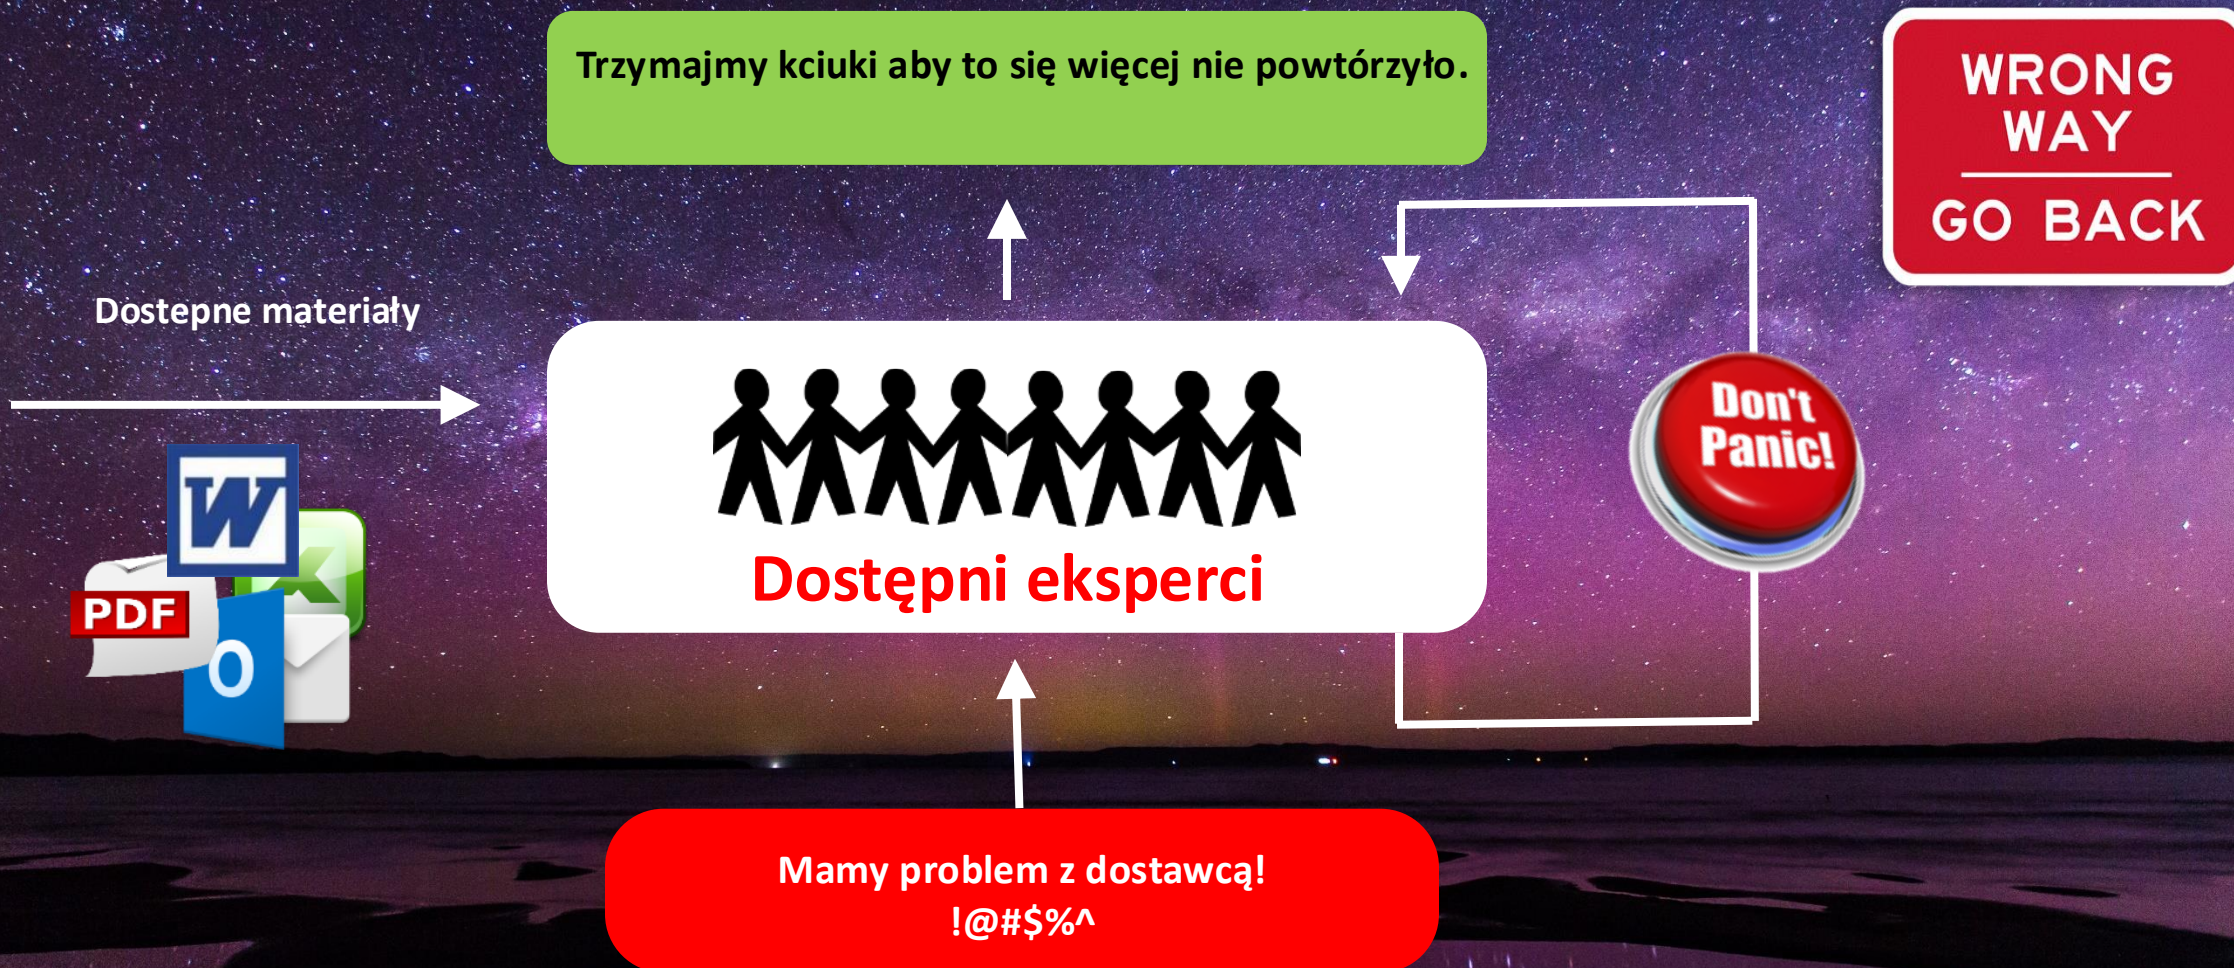 Trzymajmy kciuki aby to się więcej nie powtórzyło.
WRONG
WAY
GO BACK
Dostepne materiały
Don't
Panic!
W
PDF
O
Dostępni eksperci
Mamy problem z dostawcą!
!@#$%^